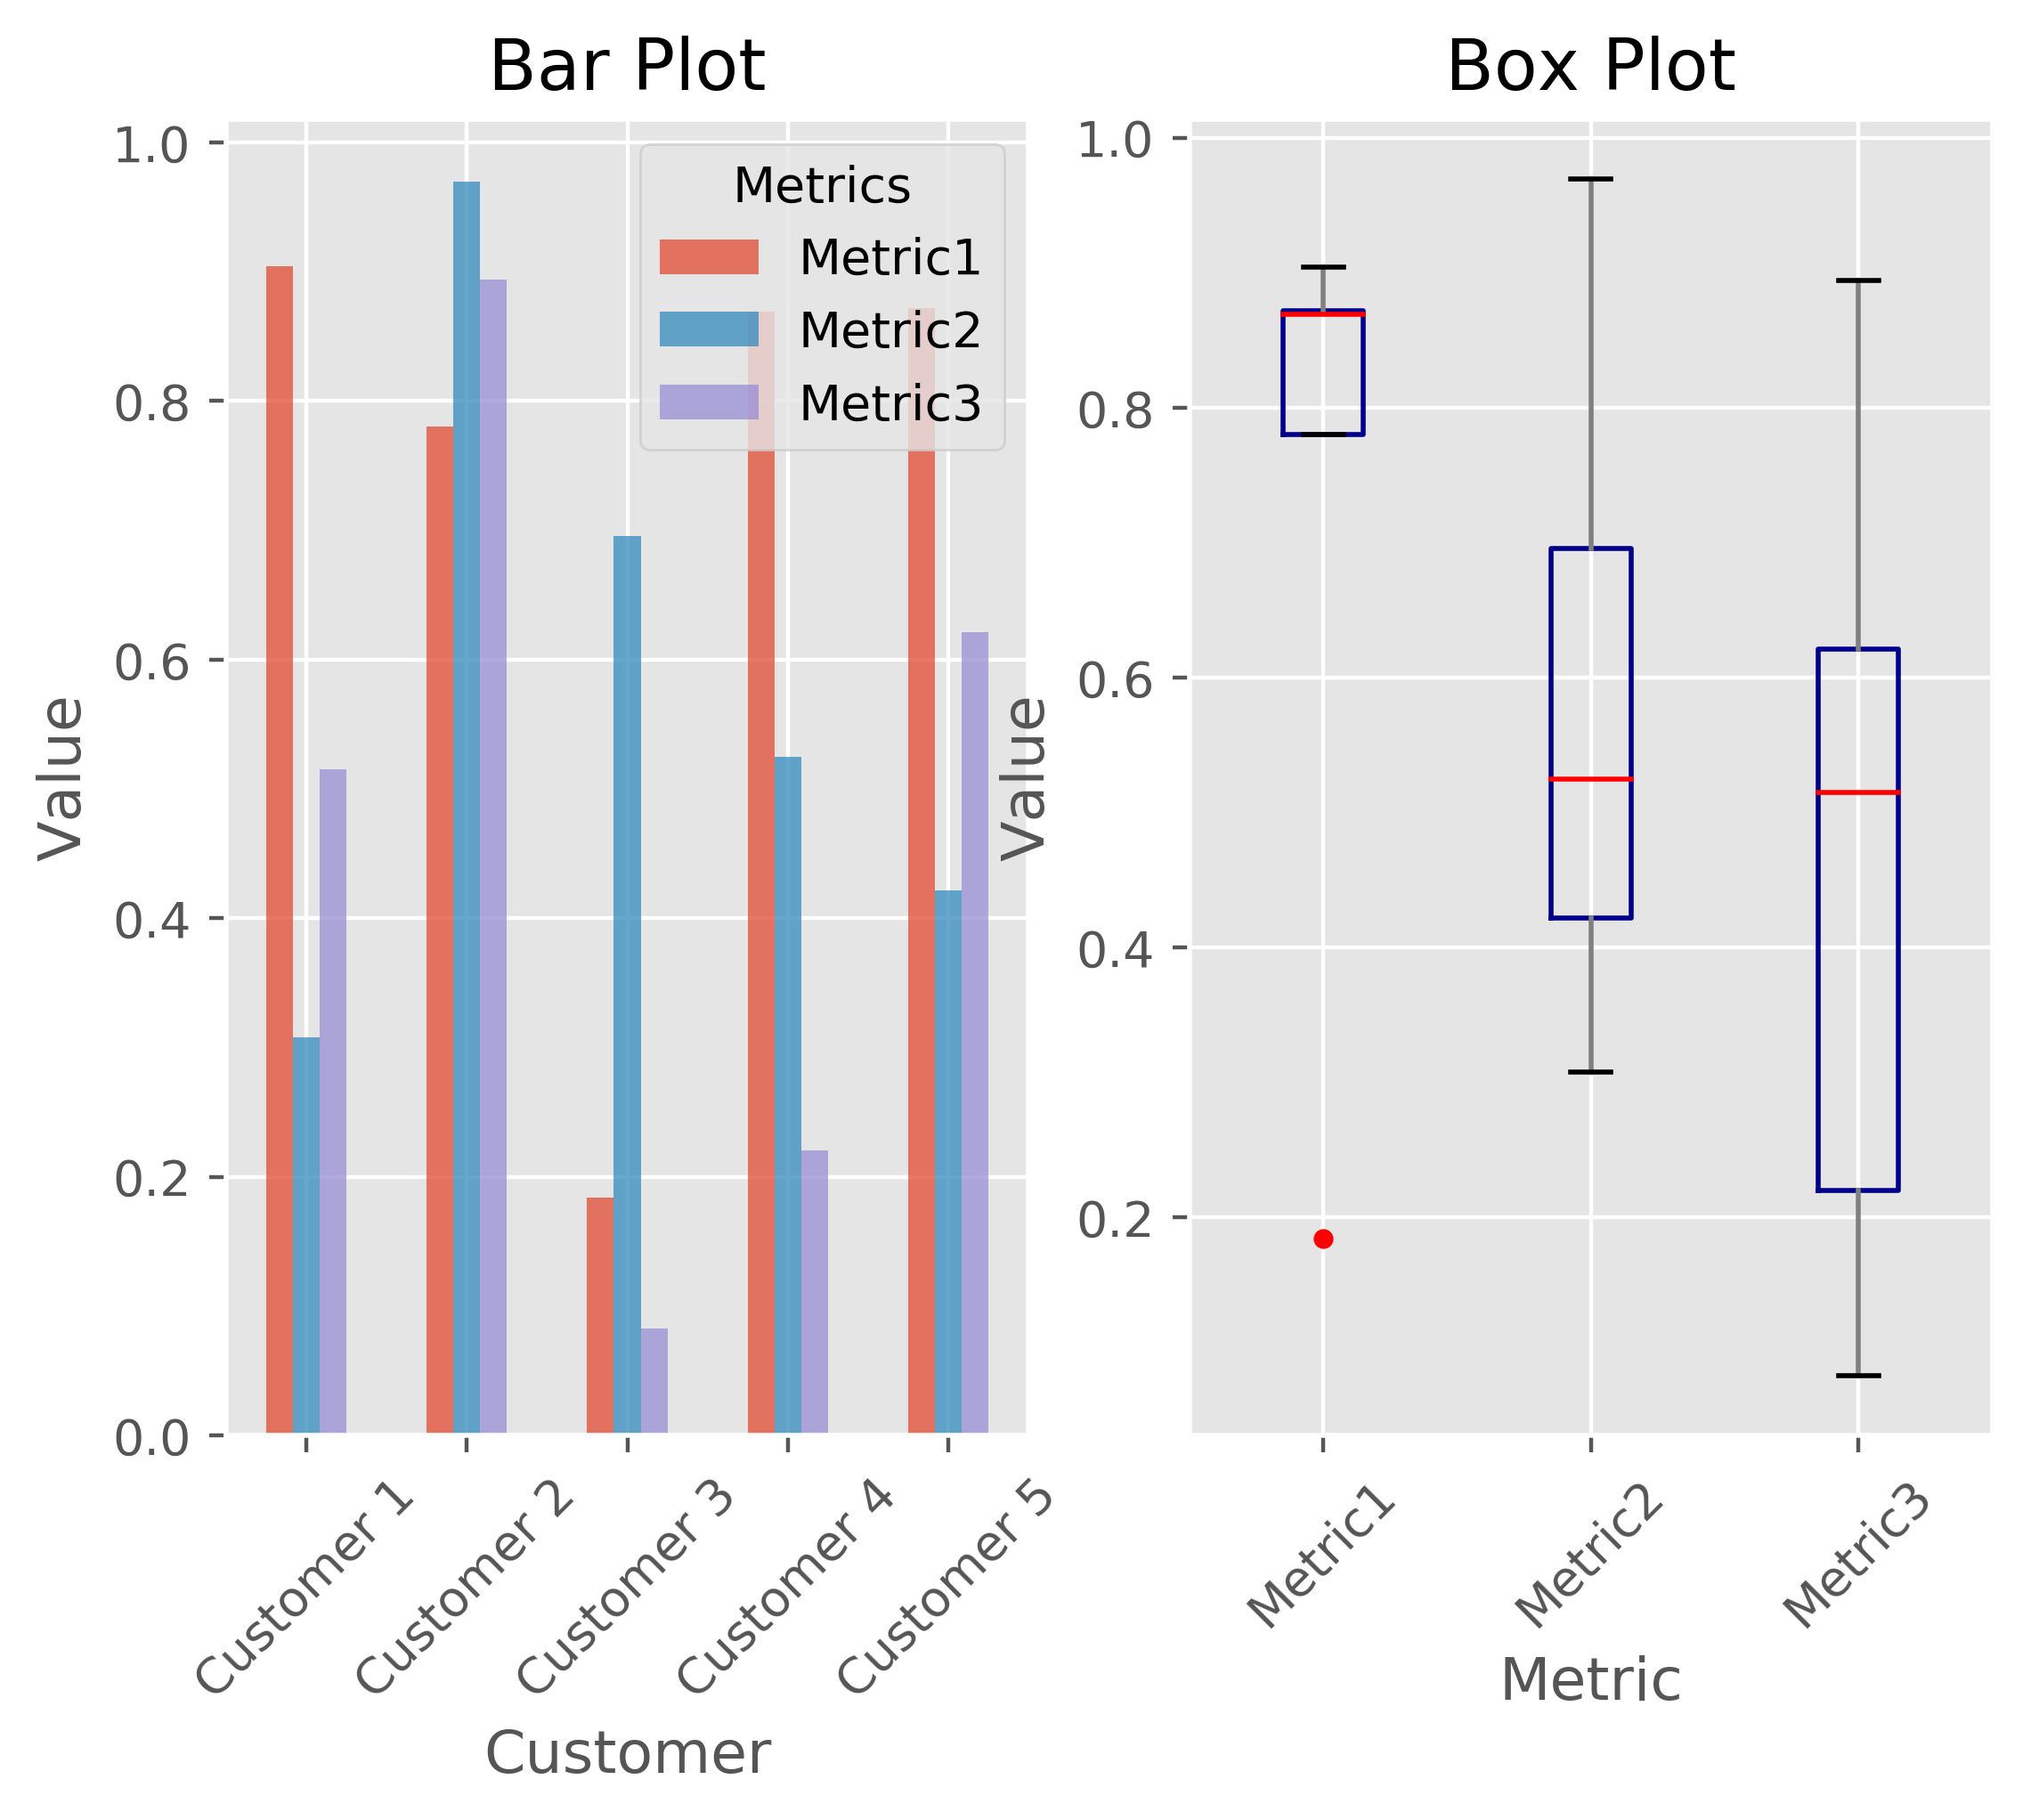 Bar Plot
Value
1.0
0.8
0.6
0.4
0.2
0.0
Metrics
Metric1
Metric2
Metric3
Customer 1
Customer 2
Customer 3
Customer 4
Customer 5
Customer
Box Plot
Value
1.0
0.8
0.6
0.4
0.2
Metric1
Metric2
Metric3
Metric